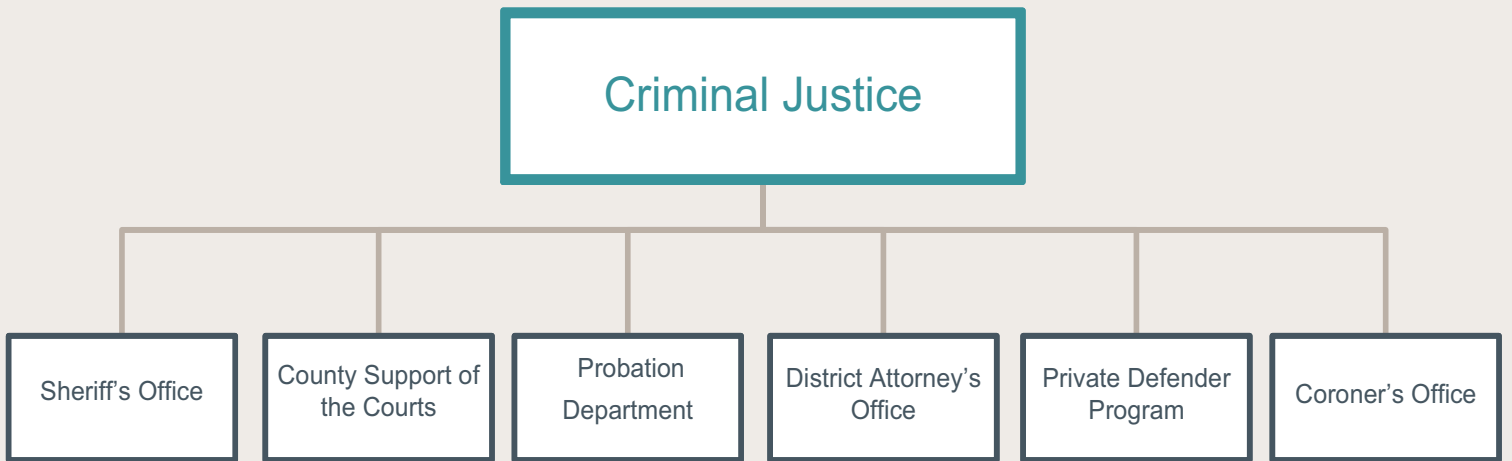 Criminal Justice
Sheriff’s Office
County Support of
the Courts
Probation
Department
District Attorney’s
Office
Private Defender
Program
Coroner’s Office